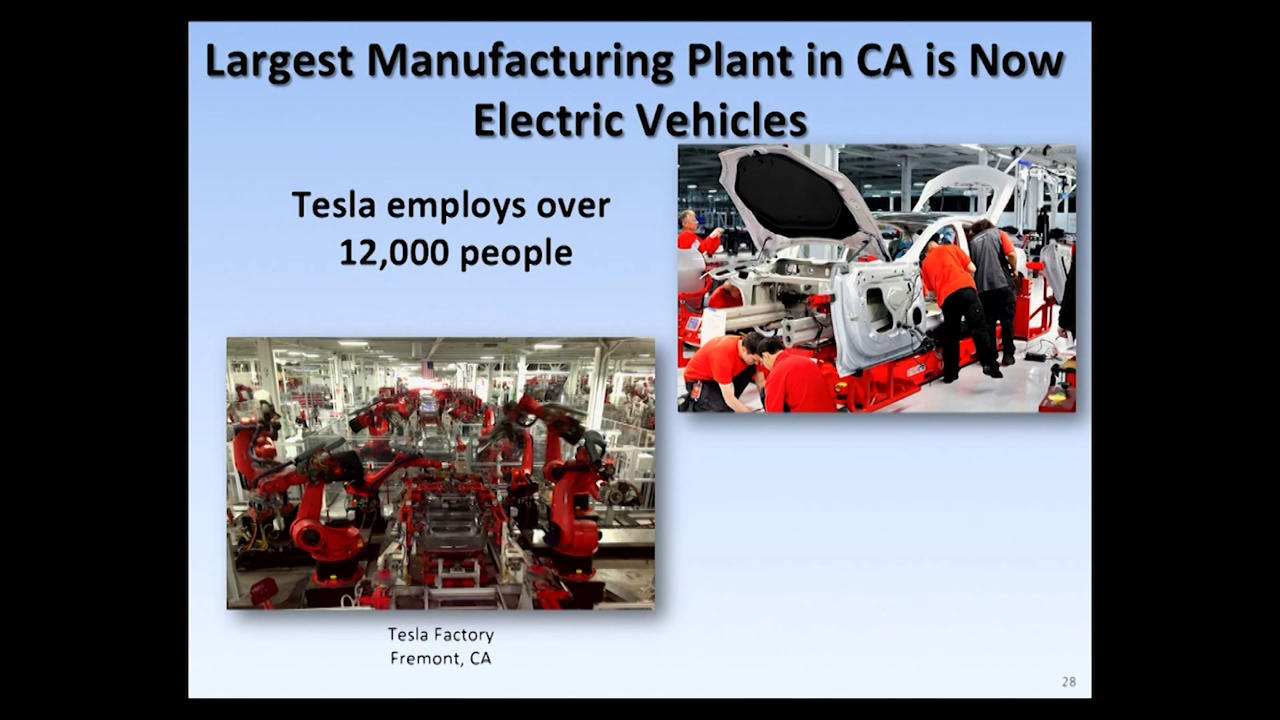 Largest Manufacturing Plant in CA is Now
Electric Vehicles
Tesla employs over
12,000 people
Tesla Factory
Fremont, CA
28